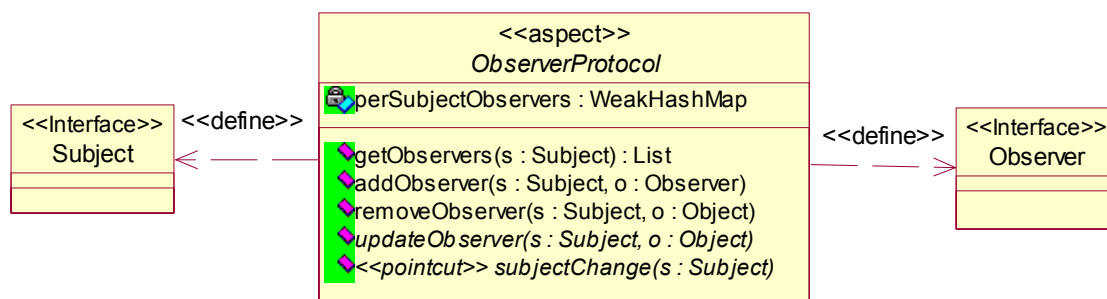 <<aspect>>
ObserverProtocol
perSubjectObservers : WeakHashMap
<<Interface>>
Subject
<<define>>
getObservers(s : Subject) : List
addObserver(s : Subject, o : Observer)
removeObserver(s : Subject, o : Object)
updateObserver(s : Subject, o : Object)
<<pointcut>> subjectChange(s : Subject)
<<define>>
<<Interface>>
Observer